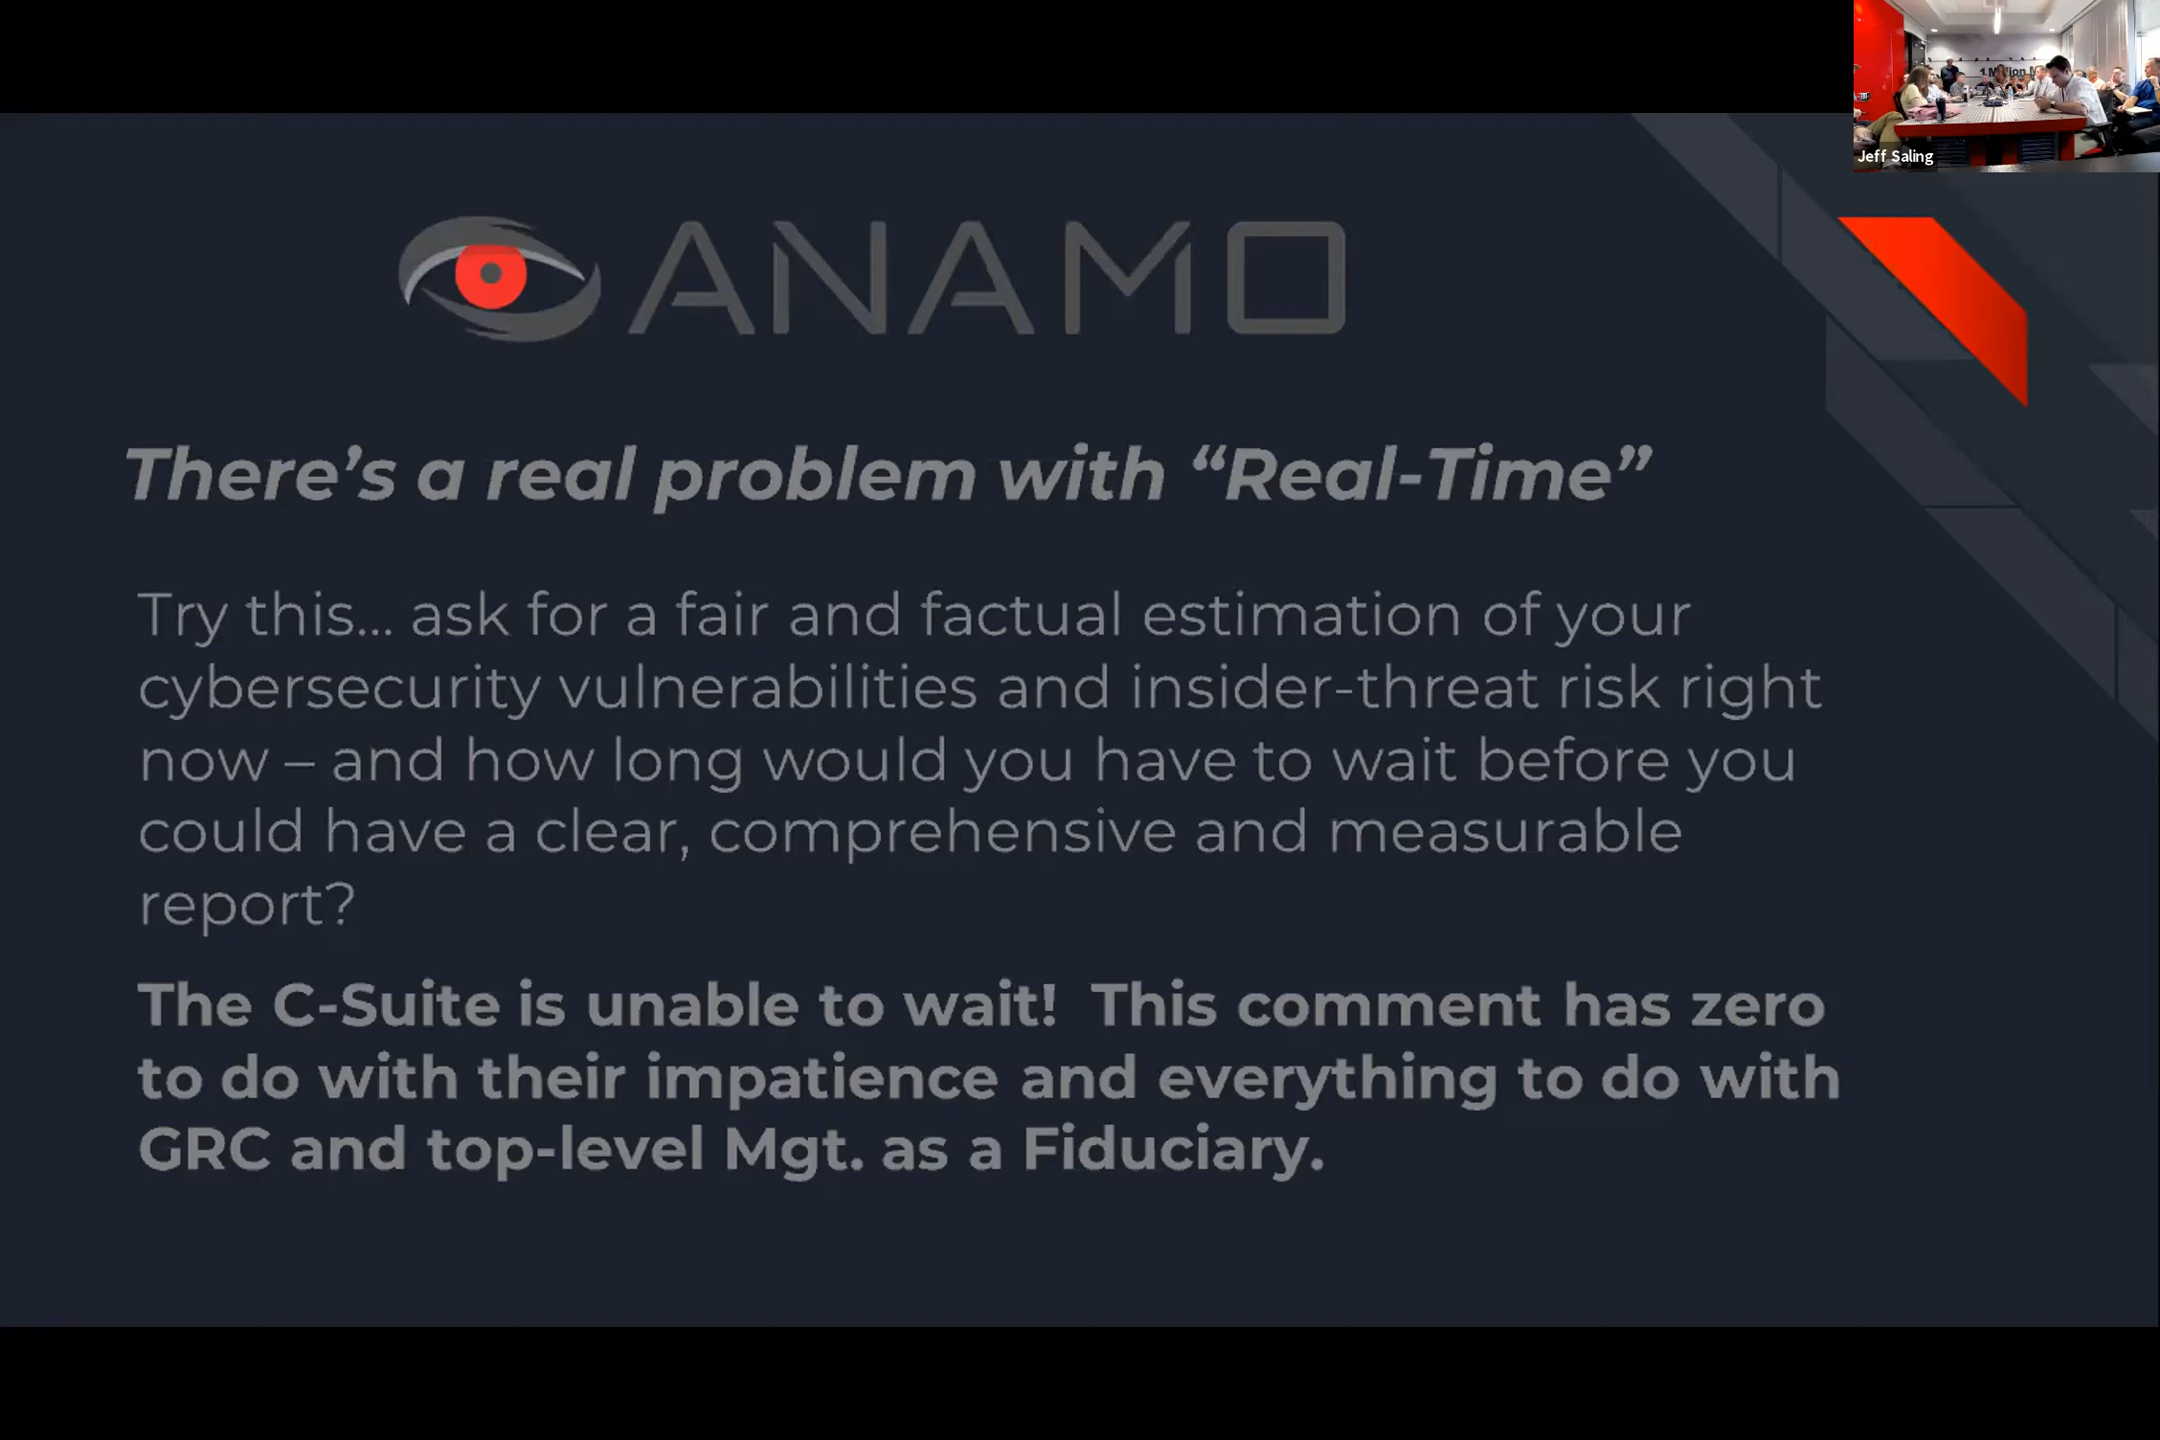 Jeff Saling
ANAMO
There’s a real problem with “Real-Time”
Try this... ask for a fair and factual estimation of your
cybersecurity vulnerabilities and insider-threat risk right
now – and how long would you have to wait before you
could have a clear, comprehensive and measurable
report?
The C-Suite is unable to wait!  This comment has zero
to do with their impatience and everything to do with
GRC and top-level Mgt. as a Fiduciary.